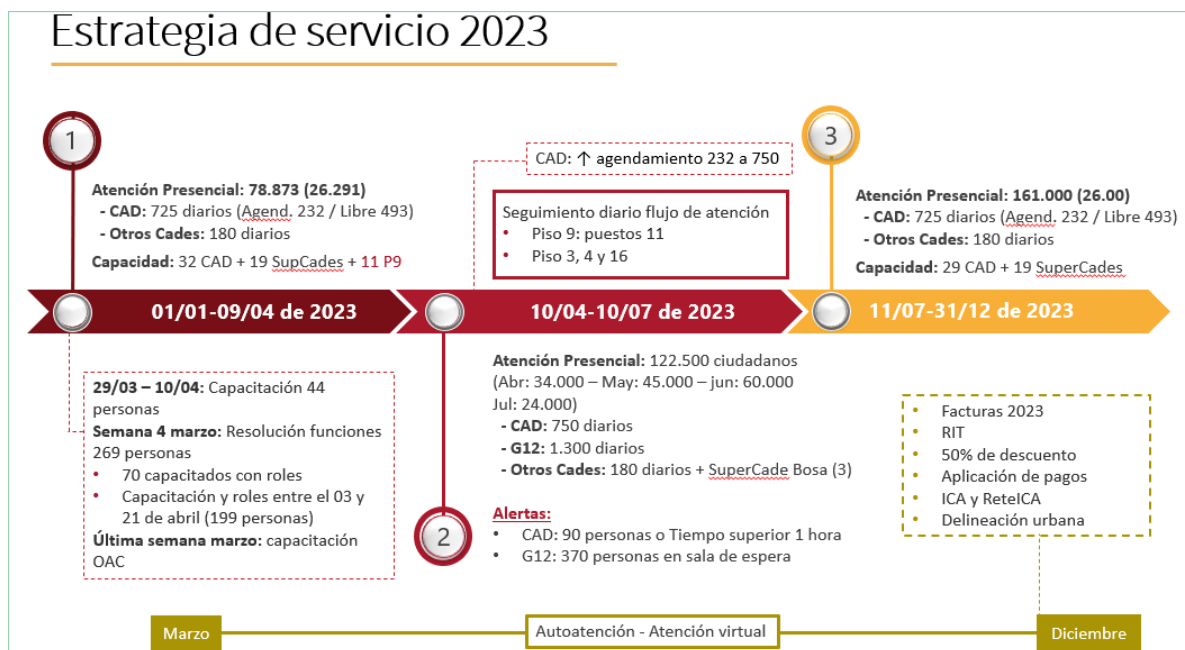 Estrategia de servicio 2023
1
Atención Presencial: 78.873 (26.291)
- CAD: 725 diarios (Agend. 232 / Libre 493)
- Otros Cades: 180 diarios
Capacidad: 32 CAD + 19 SupCades + 11 P9
CAD: ↑ agendamiento 232 a 750
Seguimiento diario flujo de atención
• Piso 9: puestos 11
• Piso 3, 4 y 16
3
Atención Presencial: 161.000 (26.00)
- CAD: 725 diarios (Agend. 232 / Libre 493)
- Otros Cades: 180 diarios
Capacidad: 29 CAD + 19 SuperCades
01/01-09/04 de 2023
10/04-10/07 de 2023
11/07-31/12 de 2023
29/03 – 10/04: Capacitación 44
personas
Semana 4 marzo: Resolución funciones
269 personas
• 70 capacitados con roles
• Capacitación y roles entre el 03 y
21 de abril (199 personas)
Última semana marzo: capacitación
OAC
2
Atención Presencial: 122.500 ciudadanos
(Abr: 34.000 – May: 45.000 – jun: 60.000
Jul: 24.000)
- CAD: 750 diarios
- G12: 1.300 diarios
- Otros Cades: 180 diarios + SuperCade Bosa (3)
Alertas:
• CAD: 90 personas o Tiempo superior 1 hora
• G12: 370 personas en sala de espera
• Facturas 2023
• RIT
• 50% de descuento
• Aplicación de pagos
• ICA y ReteICA
• Delineación urbana
Marzo
Autoatención - Atención virtual
Diciembre